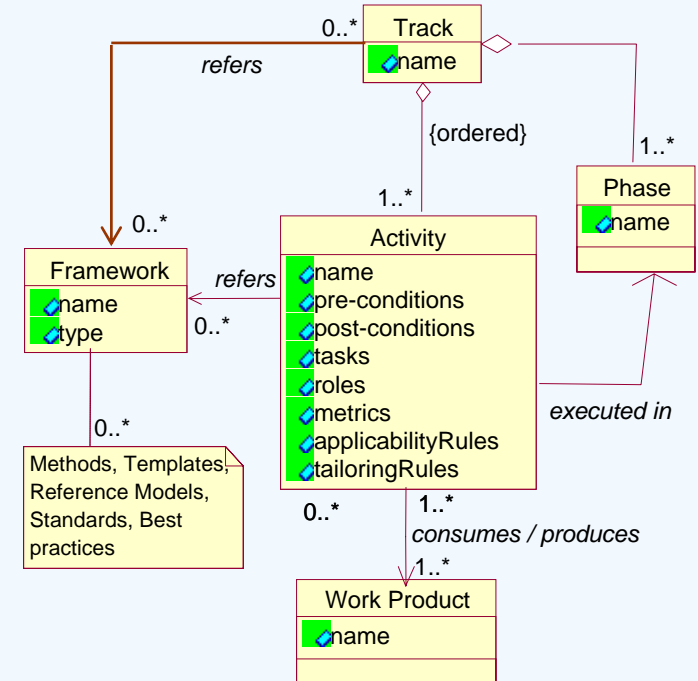 0..*
Track
name
refers
{ordered}
1..*
1..*
Phase
name
0..*
Activity
Framework
name
type
refers
0..*
name
pre-conditions
post-conditions
tasks
roles
metrics
applicabilityRules
tailoringRules
executed in
0..*
Methods, Templates,
Reference Models,
Standards, Best
practices
0..*
1..*
consumes / produces
1..*
Work Product
name